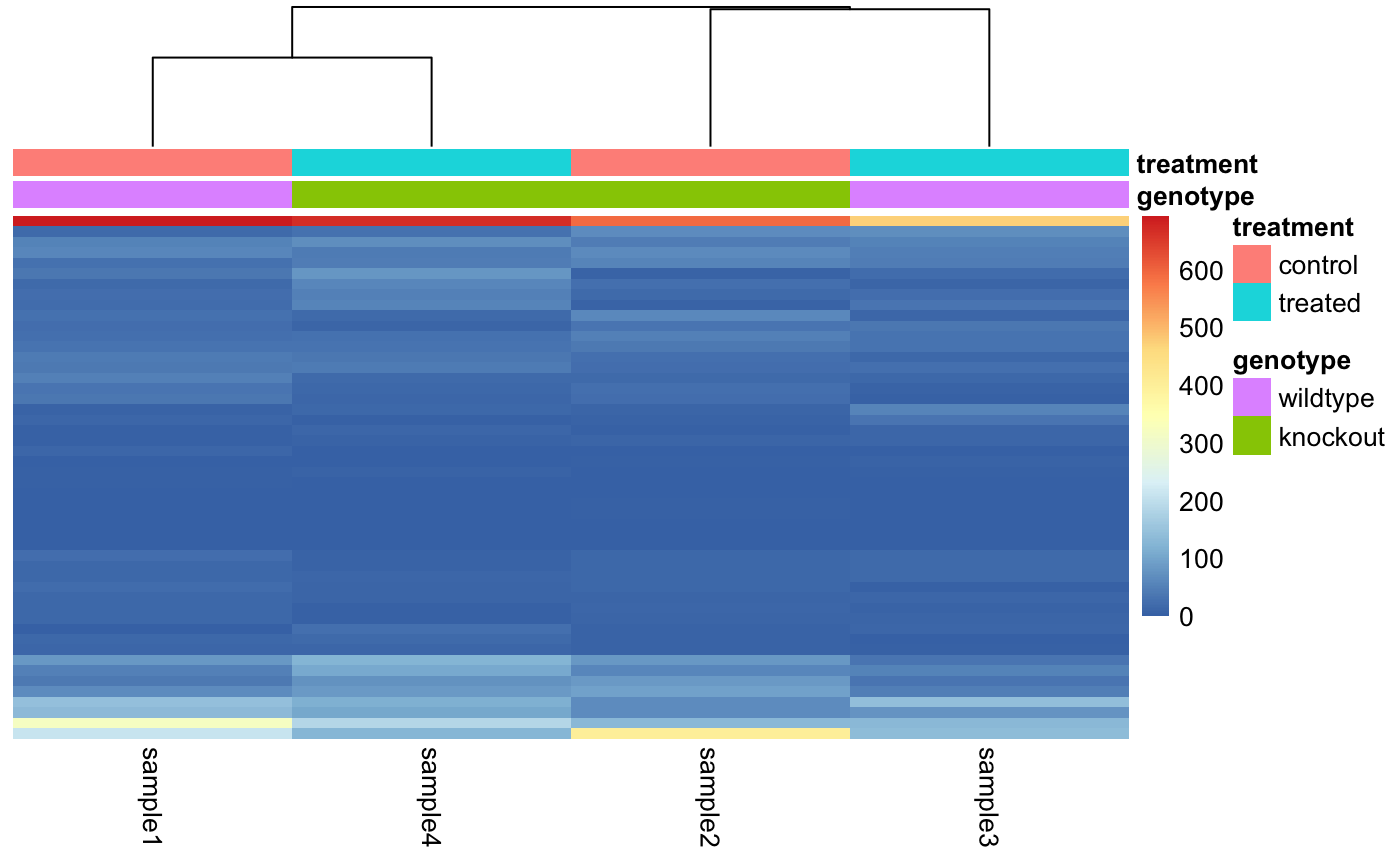 treatment
genotype
treatment
control
treated
genotype
wildtype
knockout
600
500
400
300
200
100
0
sample1
sample4
sample2
sample3